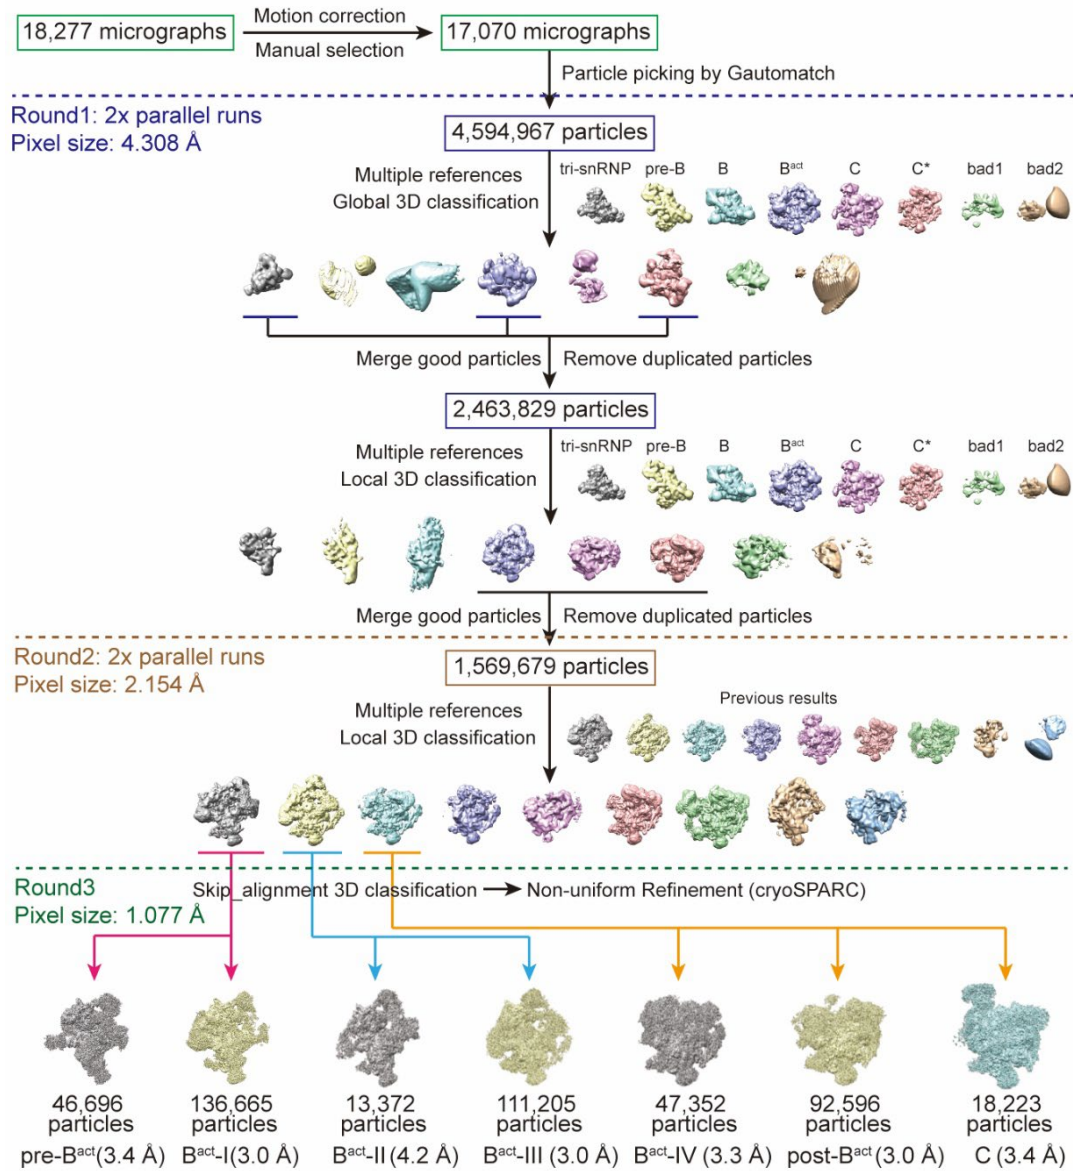 18,277 micrographs
Motion correction
Manual selection
17,070 micrographs
Particle picking by Gautomatch
Round1: 2x parallel runs
Pixel size: 4.308 Å
4,594,967 particles
Multiple references
Global 3D classification
tri-snRNP pre-B B Bᵃᶜᵗ C C* bad1 bad2
Merge good particles Remove duplicated particles
2,463,829 particles
Multiple references
Local 3D classification
tri-snRNP pre-B B Bᵃᶜᵗ C C* bad1 bad2
Merge good particles Remove duplicated particles
Round2: 2x parallel runs
Pixel size: 2.154 Å
1,569,679 particles
Multiple references
Local 3D classification
Previous results
Round3
Pixel size: 1.077 Å
Skip_alignment 3D classification Non-uniform Refinement (cryoSPARC)
46,696 136,665 13,372 111,205 47,352 92,596 18,223
particles particles particles particles particles particles particles
pre-Bᵃᶜᵗ(3.4 Å) Bᵃᶜᵗ-I(3.0 Å) Bᵃᶜᵗ-II(4.2 Å) Bᵃᶜᵗ-III(3.0 Å) Bᵃᶜᵗ-IV(3.3 Å) post-Bᵃᶜᵗ(3.0 Å) C (3.4 Å)